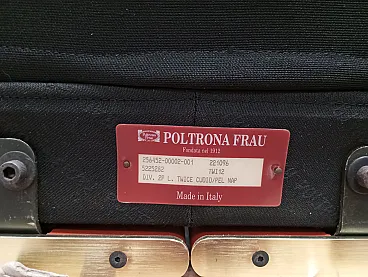 POLTRONA FRAU
Fondata nel 1912
256452-00002-001 221096
5225282 TWI12
DIV. 2P L. TWICE CUOIO/PEL NAP
Made in Italy